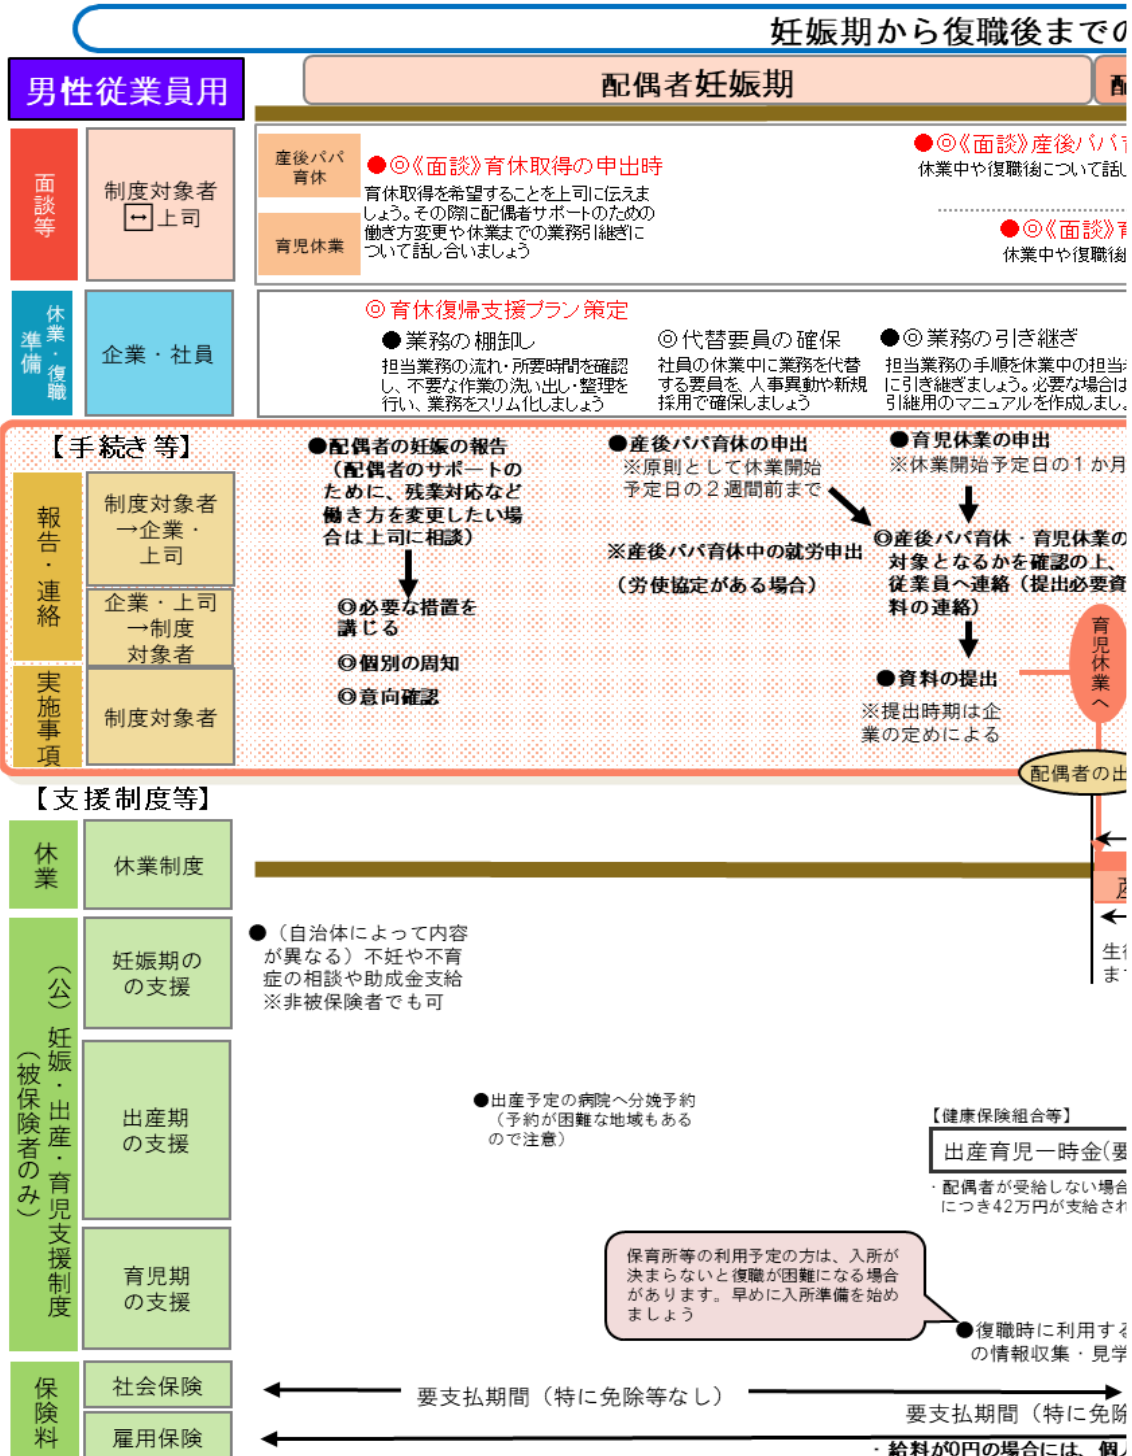 妊娠期から復職後までの
男性従業員用
配偶者妊娠期
面談等
制度対象者
↔上司
産後パパ
育休
育児休業
●◎《面談》育休取得の申出時
育休取得を希望することを上司に伝えま
しょう。その際に配偶者サポートのための
働き方変更や休業までの業務引継ぎに
ついて話し合いましょう
●◎《面談》産後パパ
休業中や復職後について話し
●◎《面談》
休業中や復職後
休業・復職
準備
企業・社員
◎育休復帰支援プラン策定
●業務の棚卸し
担当業務の流れ・所要時間を確認
し、不要な作業の洗い出し・整理を
行い、業務をスリム化しましょう
◎代替要員の確保
社員の休業中に業務を代替
する要員を、人事異動や新規
採用で確保しましょう
●◎業務の引き継ぎ
担当業務の手順を休業中の担当
に引き継ぎましょう。必要な場合は
引継用のマニュアルを作成しまし
【手続き等】
報告・連絡
制度対象者
→企業・
上司
企業・上司
→制度
対象者
実施事項
制度対象者
●配偶者の妊娠の報告
（配偶者のサポートの
ために、残業対応など
働き方を変更したい場
合は上司に相談）
◎必要な措置を
講じる
◎個別の周知
◎意向確認
●産後パパ育休の申出
※原則として休業開始
予定日の２週間前まで
※産後パパ育休中の就労申出
（労使協定がある場合）
●育児休業の申出
※休業開始予定日の１か月
◎産後パパ育休・育児休業の
対象となるかを確認の上、
従業員へ連絡（提出必要資
料の連絡）
●資料の提出
※提出時期は企
業の定めによる
育児休業へ
配偶者の出
【支援制度等】
休業
休業制度
（公）妊娠・出産・育児支援制度
（被保険者のみ）
妊娠期の
の支援
●（自治体によって内容
が異なる）不妊や不育
症の相談や助成金支給
※非被保険者でも可
出産期
の支援
●出産予定の病院へ分娩予約
（予約が困難な地域もある
ので注意）
【健康保険組合等】
出産育児一時金(要
・配偶者が受給しない場合
につき42万円が支給され
育児期
の支援
保育所等の利用予定の方は、入所が
決まらないと復職が困難になる場合
があります。早めに入所準備を始め
ましょう
●復職時に利用する
の情報収集・見学
保険料
社会保険
要支払期間（特に免除等なし）
要支払期間（特に免除
雇用保険
・給料が0円の場合には、個人